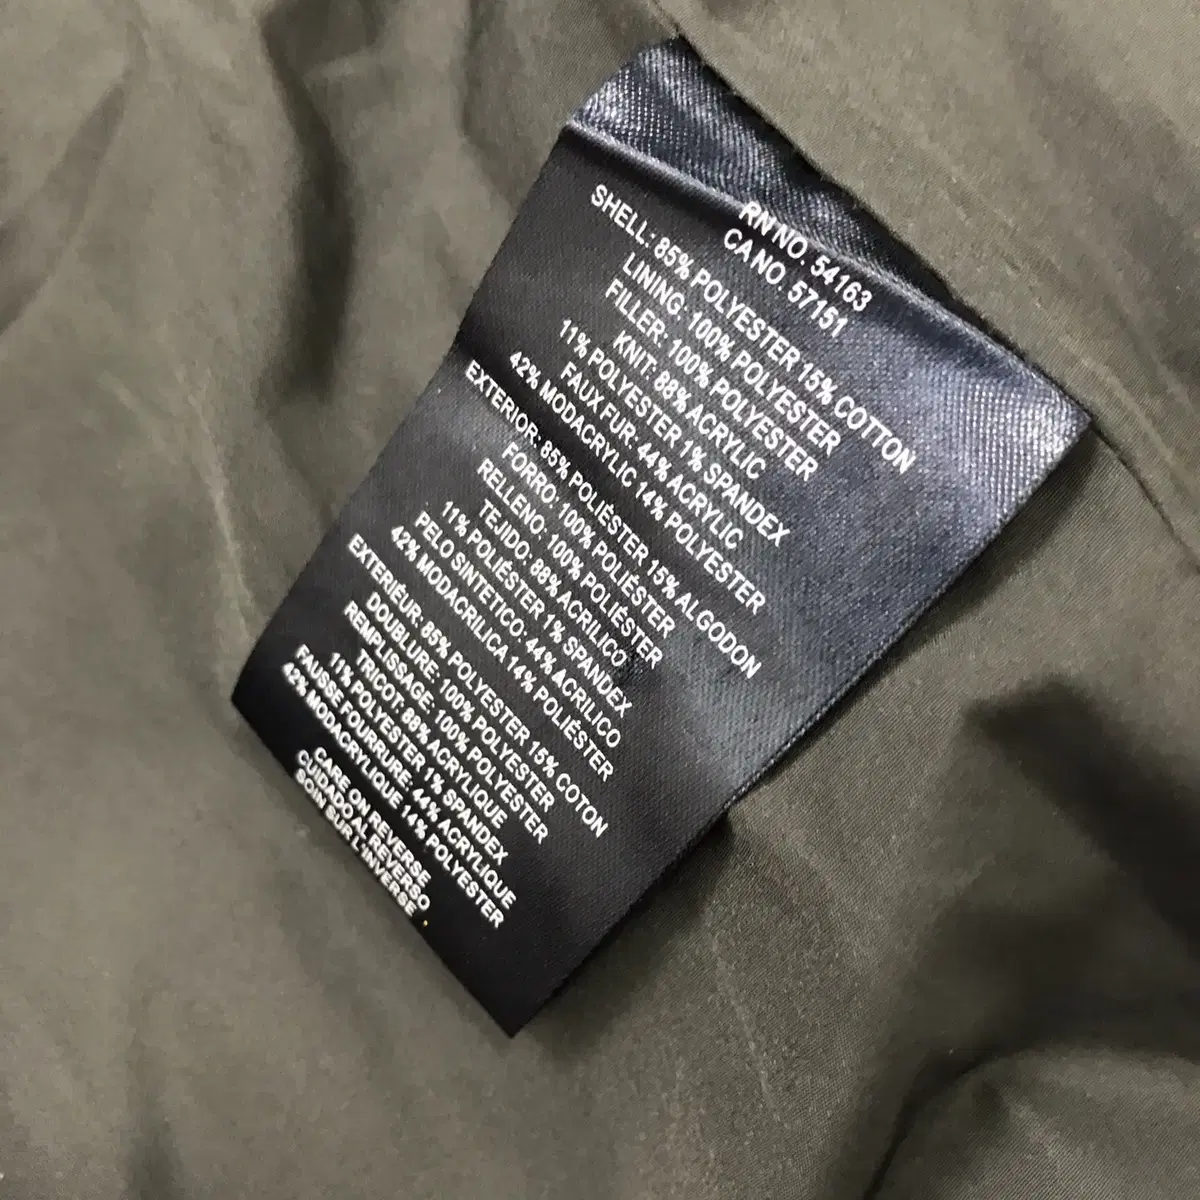 RN NO. 54163
CA NO. 57151
SHELL: 85% POLYESTER 15% COTTON
LINING: 100% POLYESTER
FILLER: 100% POLYESTER
KNIT: 88% ACRYLIC
11% POLYESTER 1% SPANDEX
FAUX FUR: 44% ACRYLIC
42% MODACRYLIC 14% POLYESTER
EXTERIOR: 85% POLIÉSTER 15% ALGODON
FORRO: 100% POLIÉSTER
RELLENO: 100% POLIÉSTER
TEJIDO: 88% ACRILICO
11% POLIÉSTER 1% SPANDEX
PELO SINTETICO: 44% ACRILICO
42% MODACRILICA 14% POLIÉSTER
EXTERIÉUR: 85% POLYESTER 15% COTON
DOUBLURE: 100% POLYESTER
REMPLISSAGE: 100% POLYESTER
TRICOT: 88% ACRYLIQUE
11% POLYESTER 1% SPANDEX
FAUSSE FOURRURE: 44% ACRYLIQUE
42% MODACRYLIQUE 14% POLYESTER
CARE ON REVERSE
CUIDADO AL REVERSO
SOIN SUR L'INVERSE